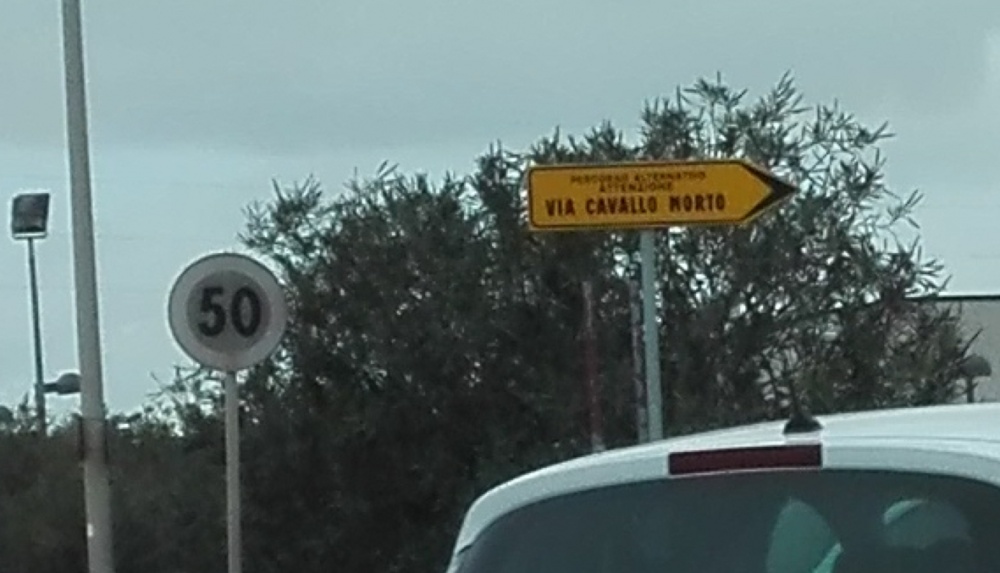 PERCORSO ALTERNATIVO
ATTENZIONE
VIA CAVALLO MORTO
50